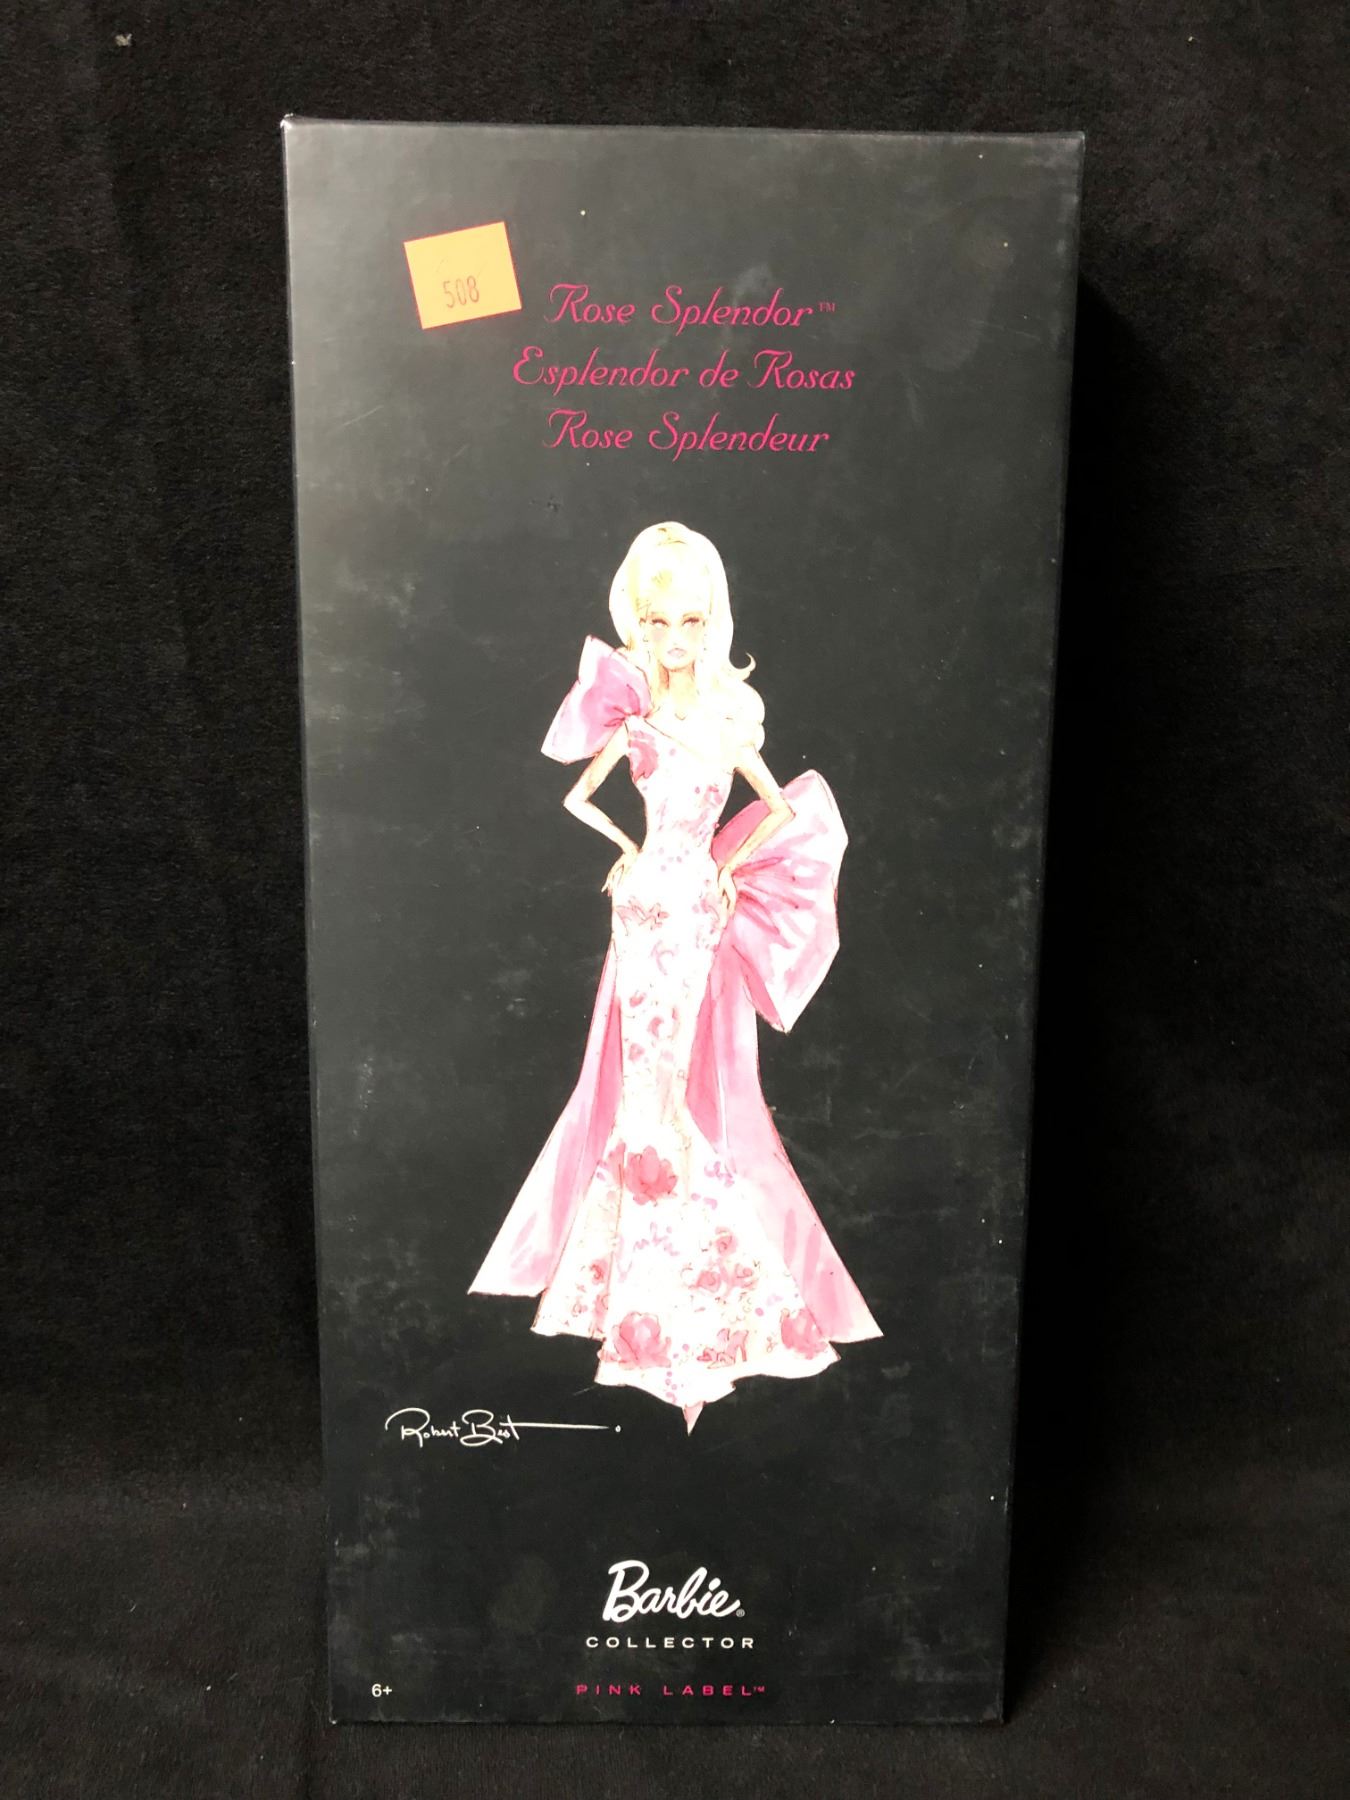 508
Rose Splendor™
Esplendor de Rosas
Rose Splendeur
Robert Best
Barbie®
COLLECTOR
6+
PINK LABEL™